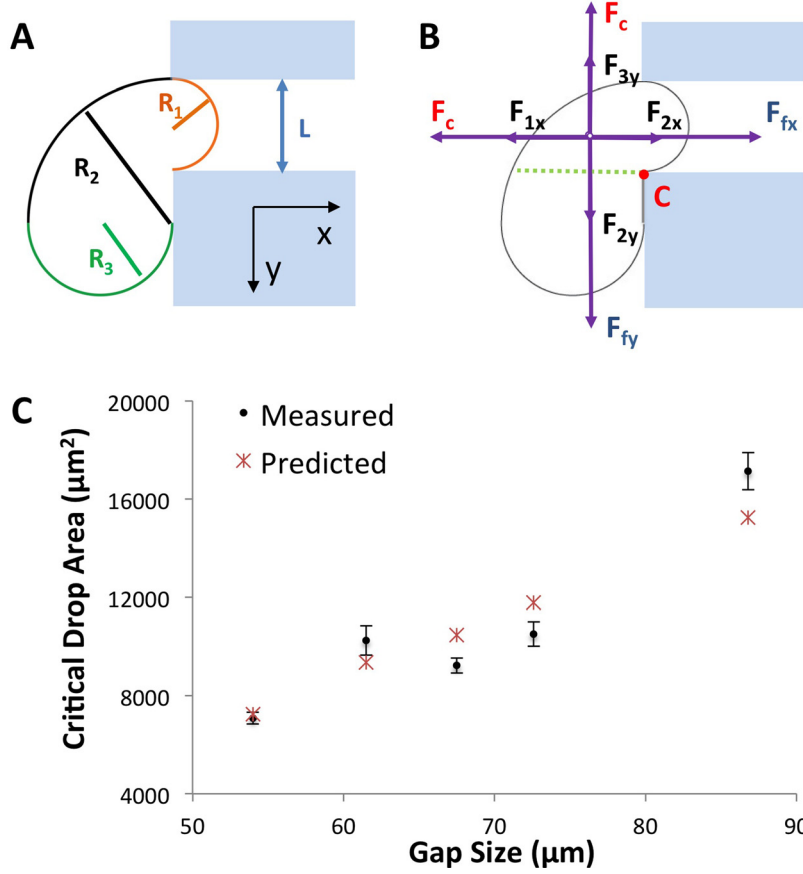 A
R1
R2
R3
L
x
y
B
Fc
F3y
Fc
F1x
F2x
Ffx
C
F2y
Ffy
C
Critical Drop Area (μm²)
20000
16000
12000
8000
4000
Measured
Predicted
50
60
70
80
90
Gap Size (μm)